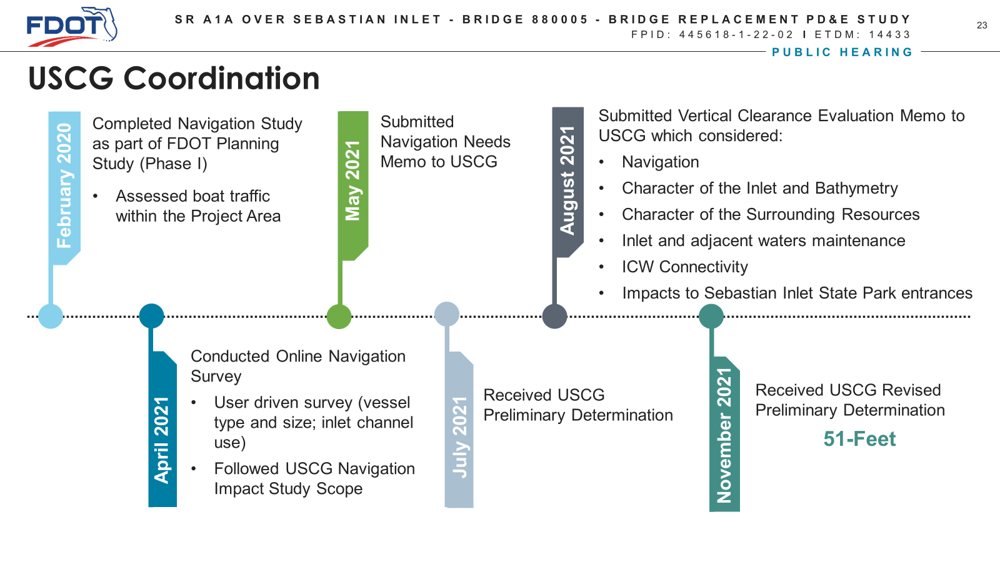 FDOT
SR A1A OVER SEBASTIAN INLET - BRIDGE 880005 - BRIDGE REPLACEMENT PD&E STUDY
FPID: 445618-1-22-02 I ETDM: 14433
23
PUBLIC HEARING
USCG Coordination
February 2020
Completed Navigation Study
as part of FDOT Planning
Study (Phase I)
• Assessed boat traffic
within the Project Area
May 2021
Submitted
Navigation Needs
Memo to USCG
August 2021
Submitted Vertical Clearance Evaluation Memo to
USCG which considered:
• Navigation
• Character of the Inlet and Bathymetry
• Character of the Surrounding Resources
• Inlet and adjacent waters maintenance
• ICW Connectivity
• Impacts to Sebastian Inlet State Park entrances
April 2021
Conducted Online Navigation
Survey
• User driven survey (vessel
type and size; inlet channel
use)
• Followed USCG Navigation
Impact Study Scope
July 2021
Received USCG
Preliminary Determination
November 2021
Received USCG Revised
Preliminary Determination
51-Feet